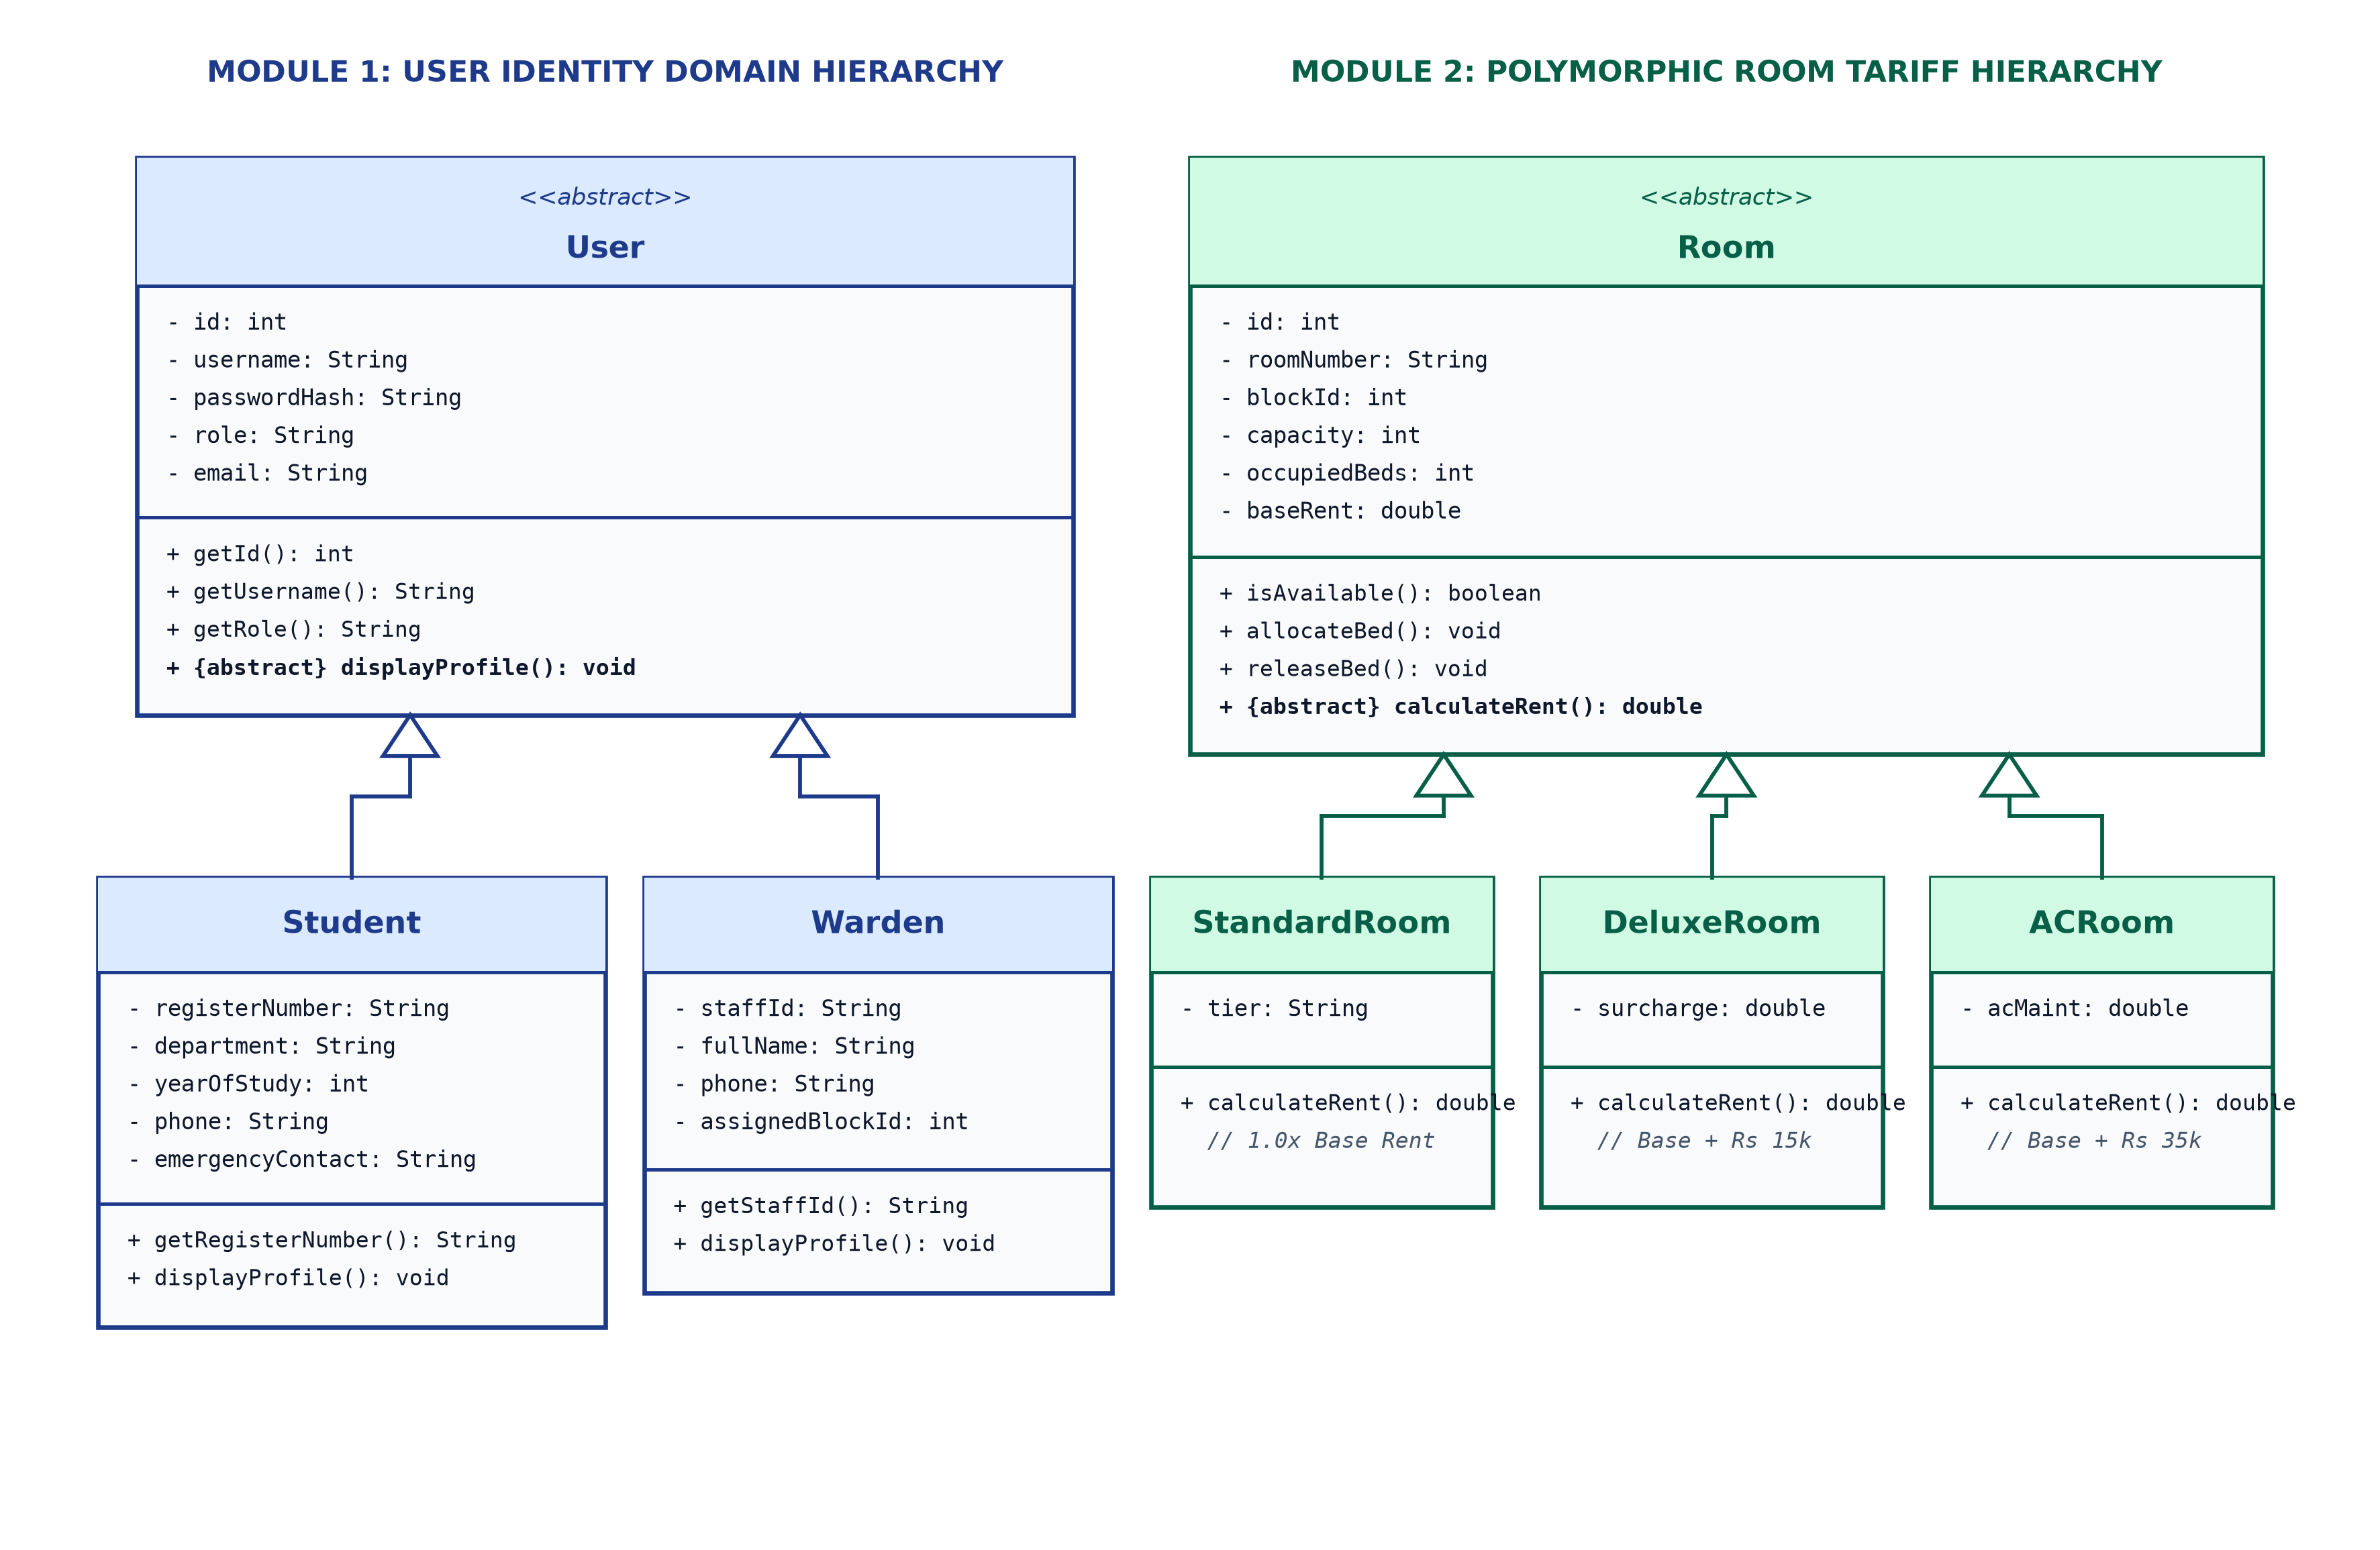 MODULE 1: USER IDENTITY DOMAIN HIERARCHY
<<abstract>>
User
- id: int
- username: String
- passwordHash: String
- role: String
- email: String
+ getId(): int
+ getUsername(): String
+ getRole(): String
+ {abstract} displayProfile(): void
Student
- registerNumber: String
- department: String
- yearOfStudy: int
- phone: String
- emergencyContact: String
+ getRegisterNumber(): String
+ displayProfile(): void
Warden
- staffId: String
- fullName: String
- phone: String
- assignedBlockId: int
+ getStaffId(): String
+ displayProfile(): void
MODULE 2: POLYMORPHIC ROOM TARIFF HIERARCHY
<<abstract>>
Room
- id: int
- roomNumber: String
- blockId: int
- capacity: int
- occupiedBeds: int
- baseRent: double
+ isAvailable(): boolean
+ allocateBed(): void
+ releaseBed(): void
+ {abstract} calculateRent(): double
StandardRoom
- tier: String
+ calculateRent(): double
// 1.0x Base Rent
DeluxeRoom
- surcharge: double
+ calculateRent(): double
// Base + Rs 15k
ACRoom
- acMaint: double
+ calculateRent(): double
// Base + Rs 35k